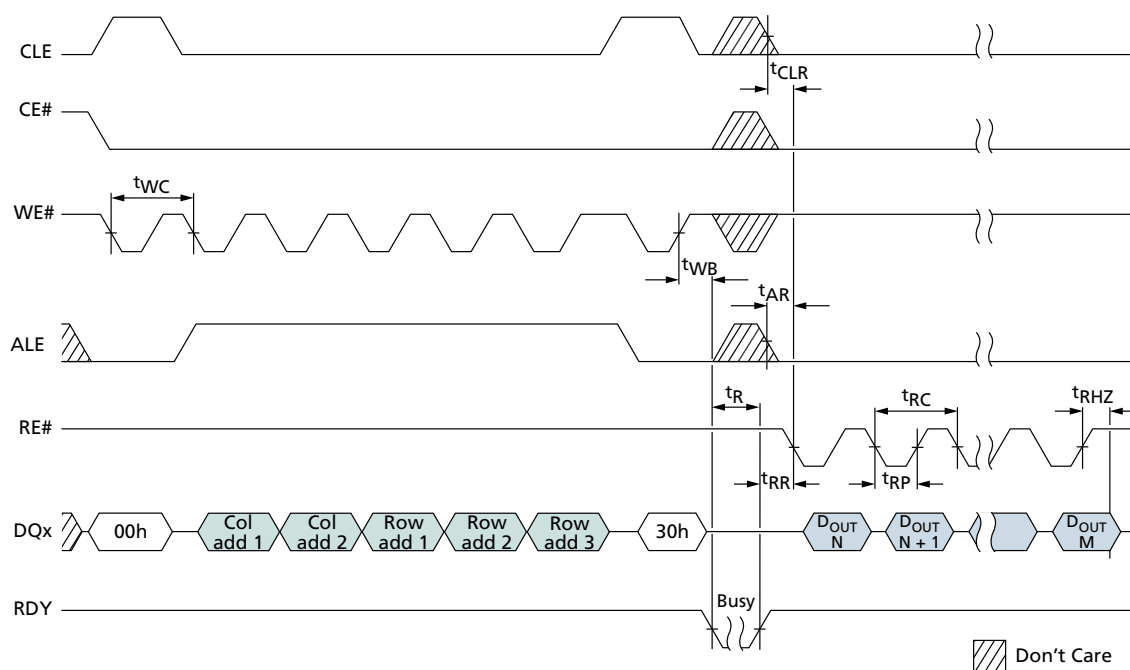 CLE
tCLR
CE#
tWC
WE#
tWB
tAR
ALE
tR
tRC
tRHZ
RE#
tRR
tRP
DQx
00h
Col add 1
Col add 2
Row add 1
Row add 2
Row add 3
30h
DOUT N
DOUT N + 1
DOUT M
RDY
Busy
Don't Care